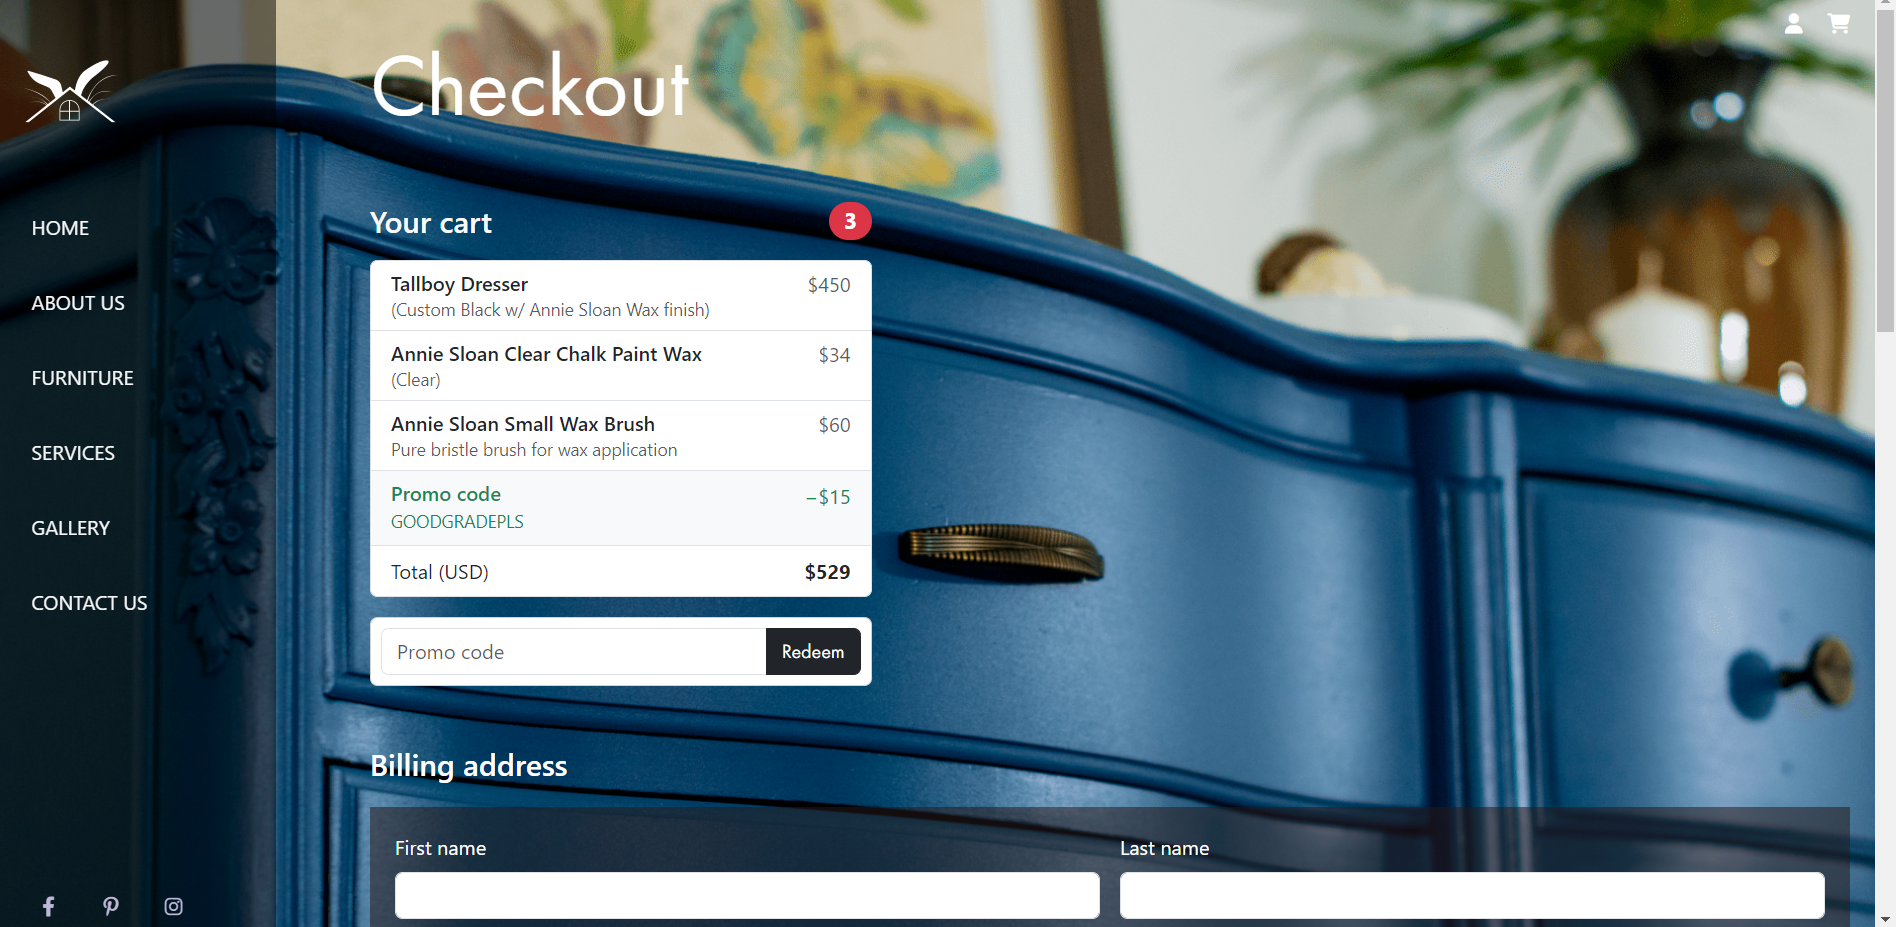 Checkout
HOME
ABOUT US
FURNITURE
SERVICES
GALLERY
CONTACT US
Your cart 3
Tallboy Dresser $450
(Custom Black w/ Annie Sloan Wax finish)
Annie Sloan Clear Chalk Paint Wax $34
(Clear)
Annie Sloan Small Wax Brush $60
Pure bristle brush for wax application
Promo code −$15
GOODGRADEPLS
Total (USD) $529
Promo code Redeem
Billing address
First name Last name